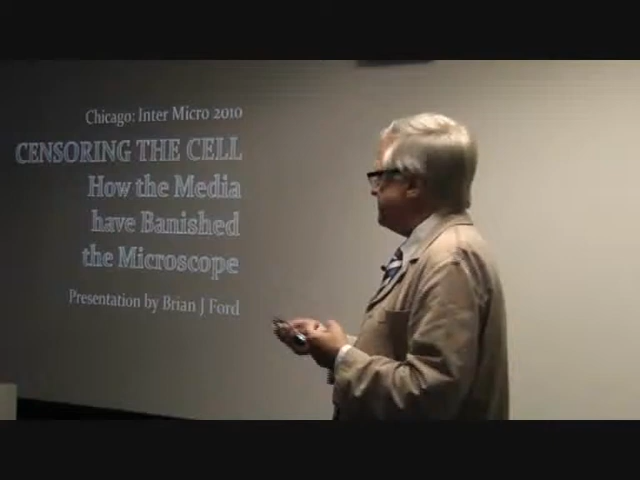 Chicago: Inter Micro 2010
CENSORING THE CELL
How the Media
have Banished
the Microscope
Presentation by Brian J Ford